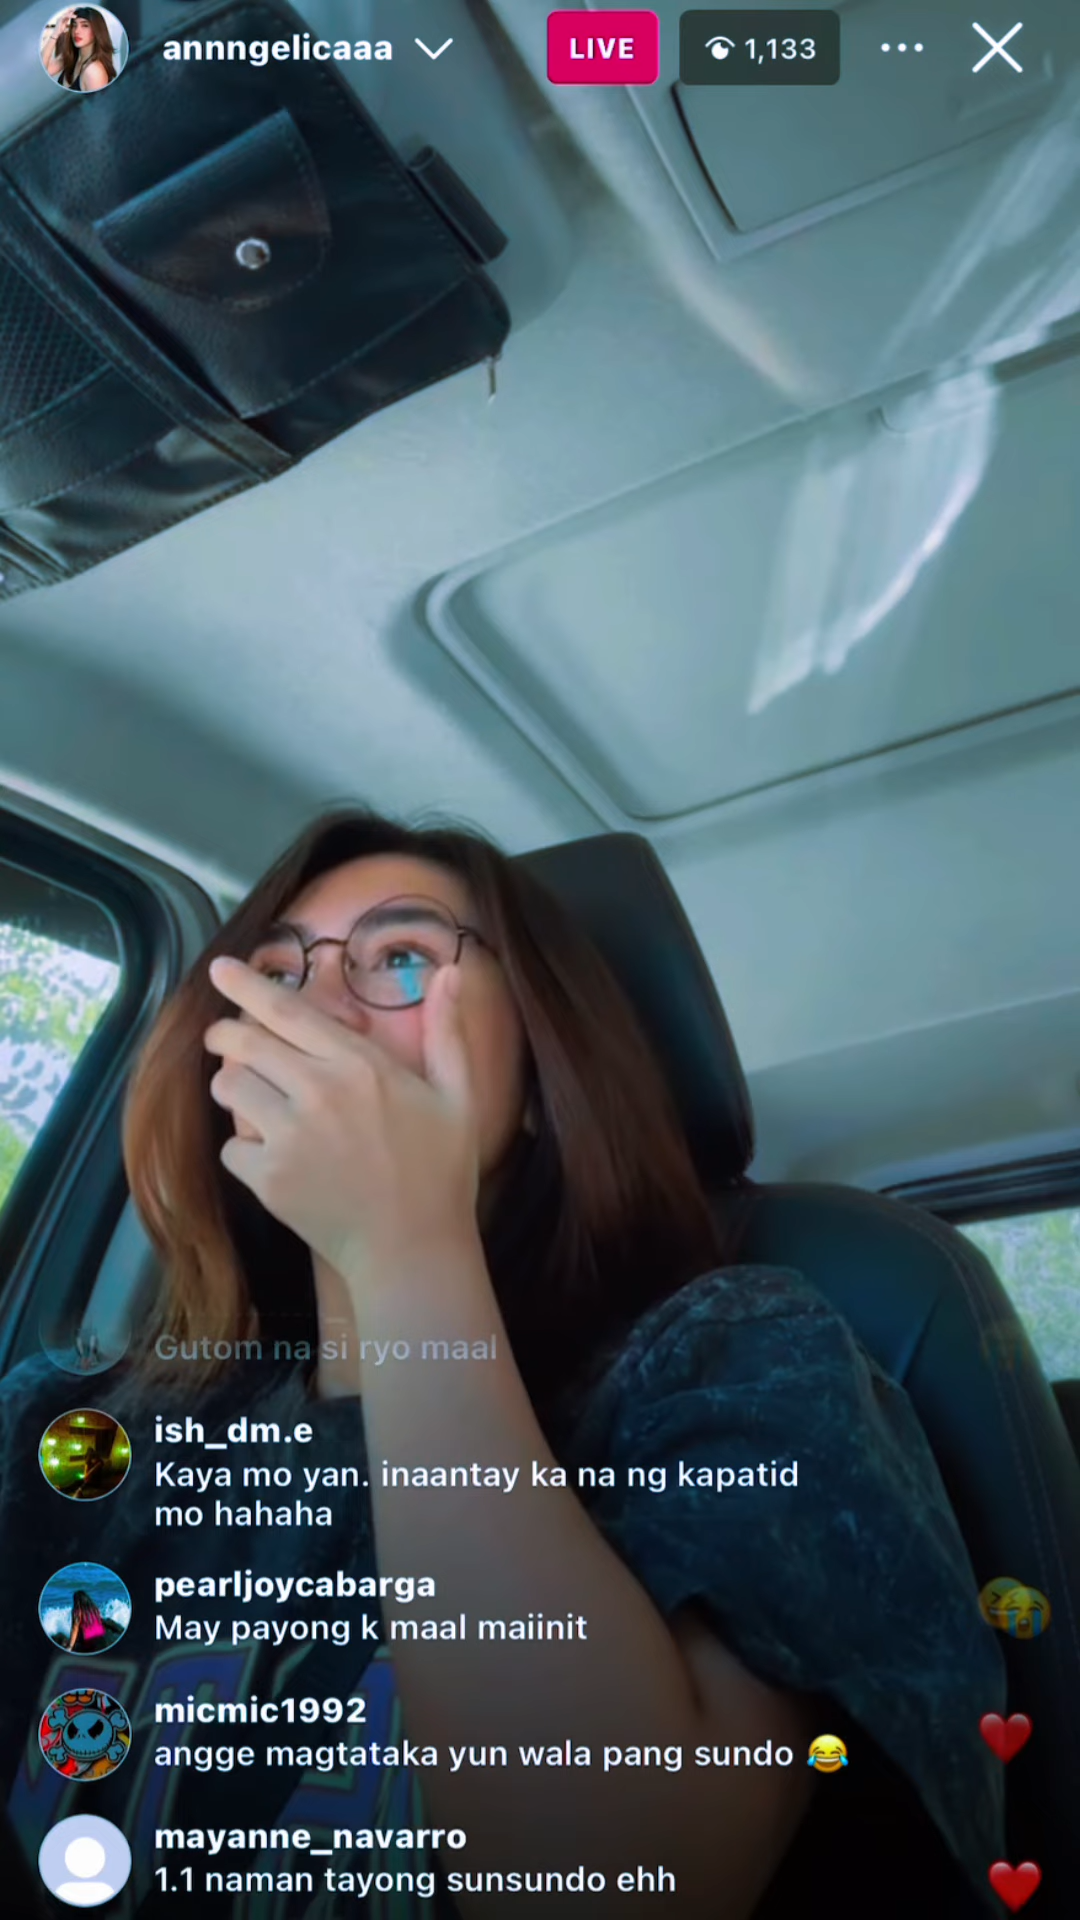 annngelicaaa
LIVE
1,133
Gutom na si ryo maal
ish_dm.e
Kaya mo yan. inaantay ka na ng kapatid
mo hahaha
pearljoycabarga
May payong k maal maiinit
micmic1992
angge magtataka yun wala pang sundo 😂
mayanne_navarro
1.1 naman tayong sunsundo ehh